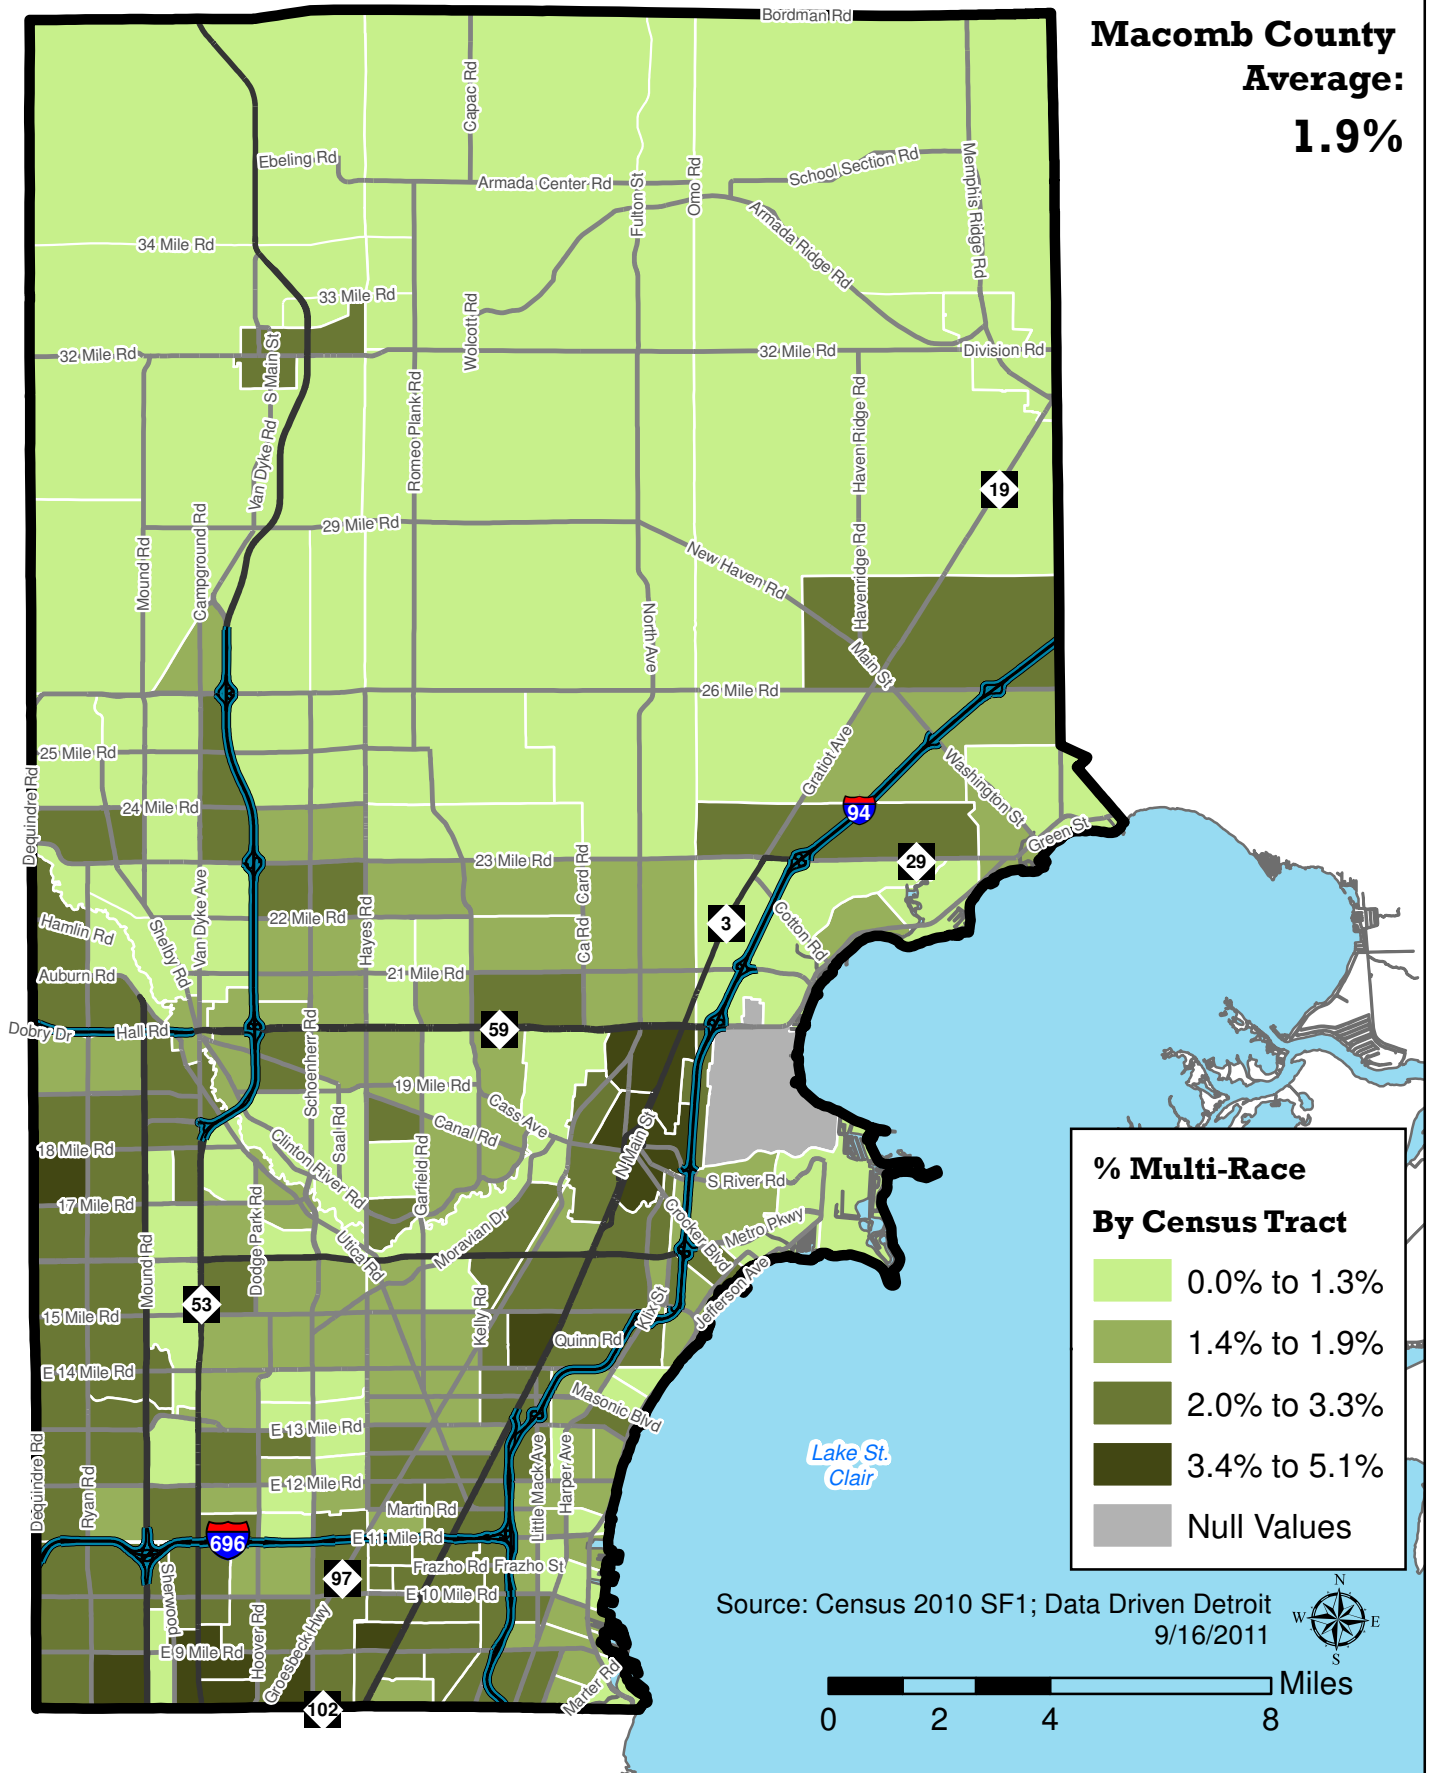 Bordman Rd
Macomb County
Average:
1.9%
Capac Rd
Ebeling Rd
Armada Center Rd
Fulton St
Omo Rd
School Section Rd
Memphis Ridge Rd
Armada Ridge Rd
34 Mile Rd
33 Mile Rd
Wolcott Rd
32 Mile Rd
S Main St
32 Mile Rd
Division Rd
Romeo Plank Rd
Haven Ridge Rd
Van Dyke Rd
19
29 Mile Rd
Campground Rd
Mound Rd
New Haven Rd
Havenridge Rd
North Ave
Main St
26 Mile Rd
25 Mile Rd
Gratiot Ave
Washington St
Dequindre Rd
24 Mile Rd
94
Green St
23 Mile Rd
29
Card Rd
Van Dyke Ave
Hayes Rd
22 Mile Rd
Hamlin Rd
Shelby Rd
3
Cotton Rd
Ca Rd
Auburn Rd
21 Mile Rd
Dobry Dr
Hall Rd
59
Schoenherr Rd
19 Mile Rd
Cass Ave
Canal Rd
Saal Rd
N Main St
18 Mile Rd
Clinton River Rd
Garfield Rd
S River Rd
17 Mile Rd
Dodge Park Rd
Utica Rd
Moravian Dr
Crocker Blvd
Metro Pkwy
Mound Rd
53
Jefferson Ave
15 Mile Rd
Kelly Rd
Klix St
Quinn Rd
E 14 Mile Rd
Masonic Blvd
E 13 Mile Rd
Dequindre Rd
Ryan Rd
E 12 Mile Rd
Little Mack Ave
Harper Ave
Martin Rd
696
E 11 Mile Rd
Frazho Rd
Frazho St
97
E 10 Mile Rd
Sherwood
Hoover Rd
Groesbeck Hwy
E 9 Mile Rd
Marter Rd
102
Lake St.
Clair
% Multi-Race
By Census Tract
0.0% to 1.3%
1.4% to 1.9%
2.0% to 3.3%
3.4% to 5.1%
Null Values
Source: Census 2010 SF1; Data Driven Detroit
9/16/2011
N
W
E
S
Miles
0
2
4
8